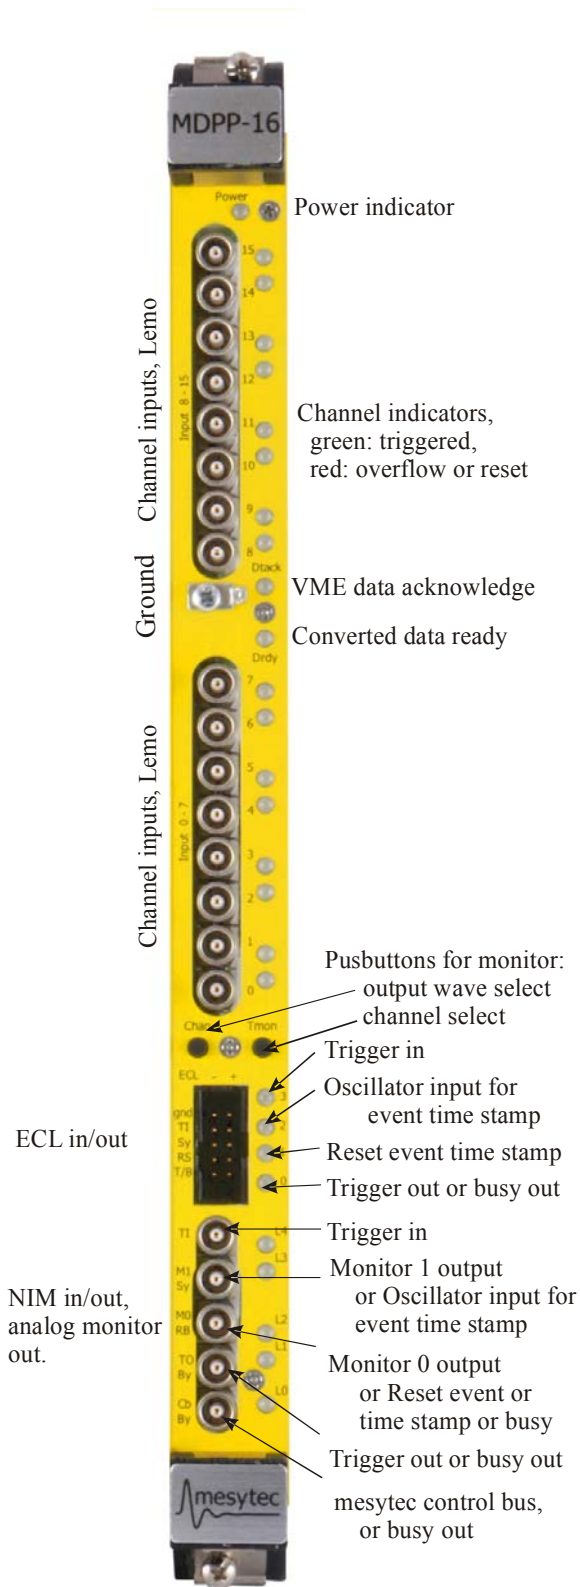 MDPP-16
Power
Power indicator
15
14
13
12
11
10
9
8
Input 8 - 15
Channel inputs, Lemo
Channel indicators,
green: triggered,
red: overflow or reset
Ground
Dtack
VME data acknowledge
Converted data ready
Drdy
7
6
5
4
3
2
1
0
Input 0 - 7
Channel inputs, Lemo
Pusbuttons for monitor:
output wave select
channel select
Chan
Tmon
Trigger in
ECL - +
3
Oscillator input for
event time stamp
gnd
TI
2
ECL in/out
Sy
RS
Reset event time stamp
T/B
0
Trigger out or busy out
TI
L4
Trigger in
L3
M1
Sy
Monitor 1 output
or Oscillator input for
event time stamp
NIM in/out,
analog monitor
out.
M0
RB
L2
L1
Monitor 0 output
or Reset event or
time stamp or busy
TO
By
L0
Cb
By
Trigger out or busy out
mesytec control bus,
or busy out
mesytec